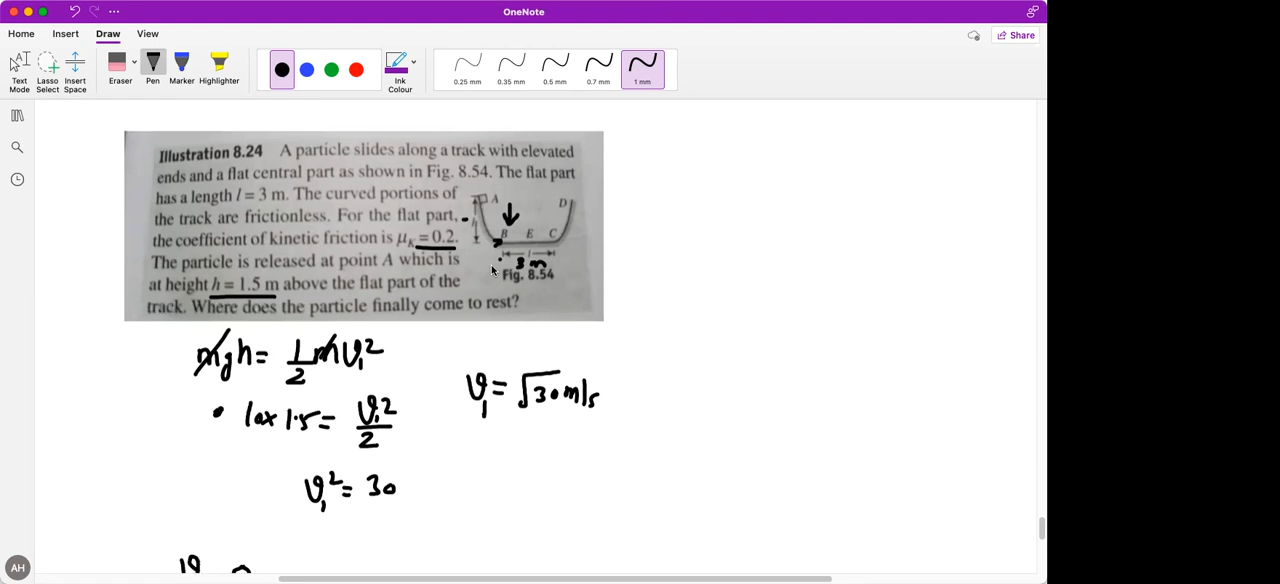 OneNote
Home Insert Draw View
Share
Text Mode
Lasso Select
Insert Space
Eraser
Pen
Marker
Highlighter
Ink Colour
0.25 mm
0.35 mm
0.5 mm
0.7 mm
1 mm
Illustration 8.24 A particle slides along a track with elevated
ends and a flat central part as shown in Fig. 8.54. The flat part
has a length l = 3 m. The curved portions of
the track are frictionless. For the flat part,
the coefficient of kinetic friction is μK = 0.2.
The particle is released at point A which is
at height h = 1.5 m above the flat part of the
track. Where does the particle finally come to rest?
A D
B E C
l
3 m
Fig. 8.54
mgh = 1/2 mv₁²
10x 1.5 = v₁²/2
v₁ = √30 m/s
v₁² = 30
AH